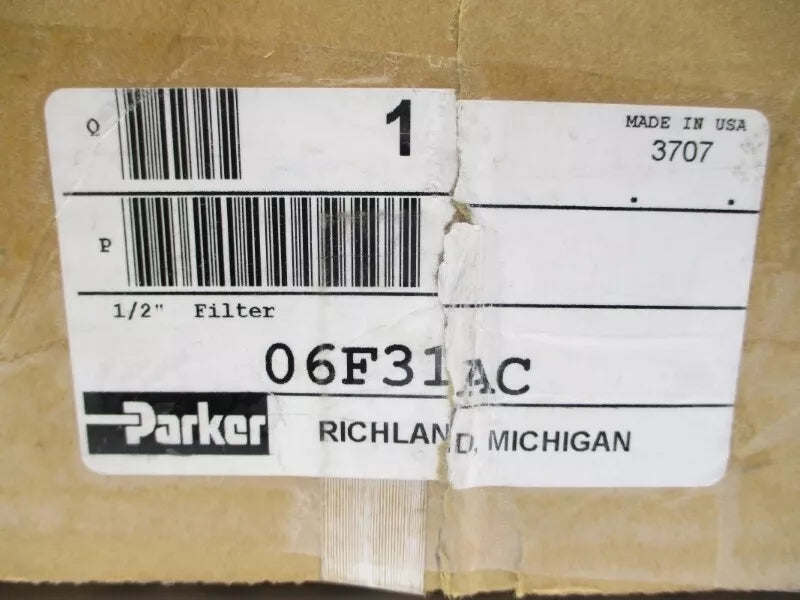 Q 1 MADE IN USA
3707
P
1/2" Filter
06F31AC
Parker RICHLAND, MICHIGAN